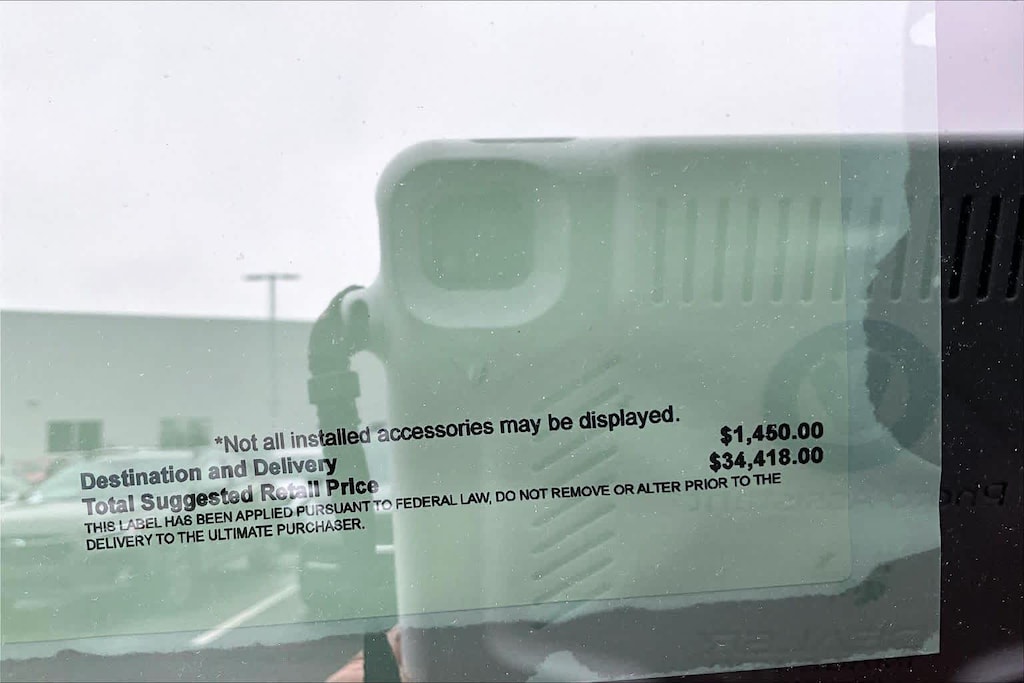 *Not all installed accessories may be displayed.
Destination and Delivery $1,450.00
Total Suggested Retail Price $34,418.00
THIS LABEL HAS BEEN APPLIED PURSUANT TO FEDERAL LAW, DO NOT REMOVE OR ALTER PRIOR TO THE
DELIVERY TO THE ULTIMATE PURCHASER.